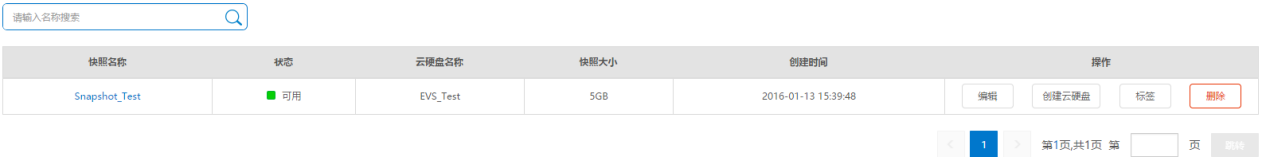 请输入名称搜索
快照名称 状态 云硬盘名称 快照大小 创建时间 操作
Snapshot_Test 可用 EVS_Test 5GB 2016-01-13 15:39:48 编辑 创建云硬盘 标签 删除
< 1 > 第1页,共1页 第 页 跳转